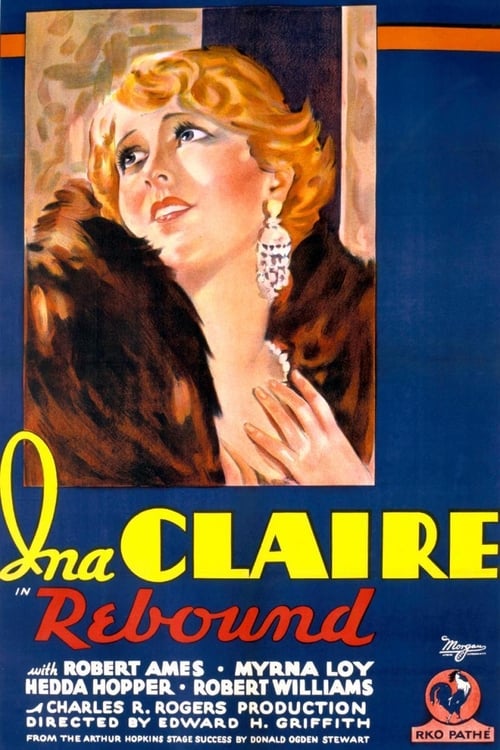 Ina CLAIRE
IN Rebound
with ROBERT AMES · MYRNA LOY
HEDDA HOPPER · ROBERT WILLIAMS
A CHARLES R. ROGERS PRODUCTION
DIRECTED BY EDWARD H. GRIFFITH
FROM THE ARTHUR HOPKINS STAGE SUCCESS BY DONALD OGDEN STEWART
Morgan
RKO PATHÉ